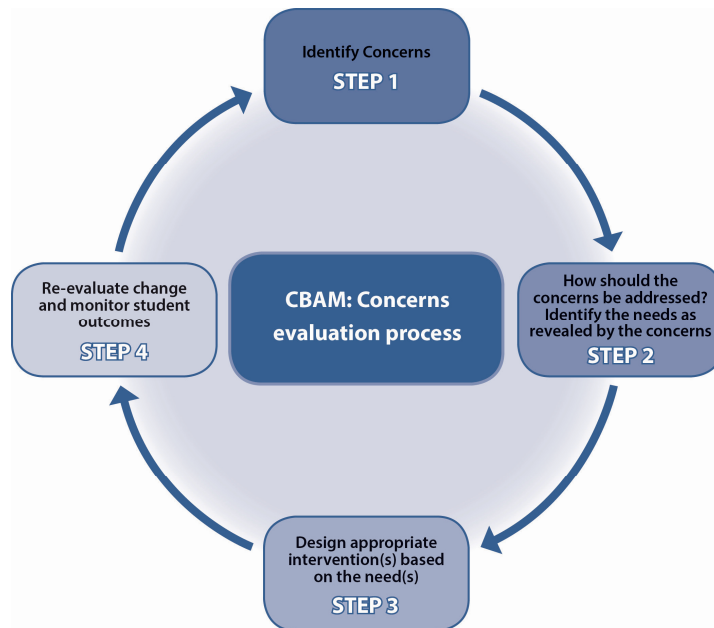 Identify Concerns
STEP 1
How should the
concerns be addressed?
Identify the needs as
revealed by the concerns
STEP 2
Design appropriate
intervention(s) based
on the need(s)
STEP 3
Re-evaluate change
and monitor student
outcomes
STEP 4
CBAM: Concerns
evaluation process